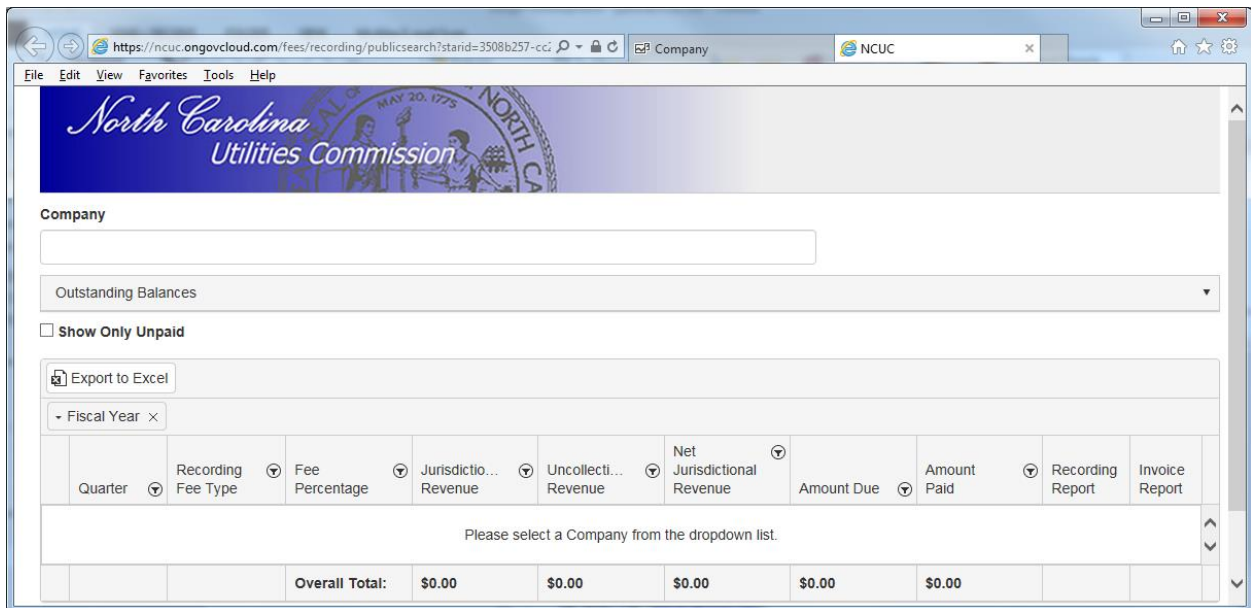 https://ncuc.ongovcloud.com/fees/recording/publicsearch?starid=3508b257-cc2
Company
NCUC
File Edit View Favorites Tools Help
MAY 20, 1775
NORTH CA
North Carolina
Utilities Commission
Company
Outstanding Balances
Show Only Unpaid
Export to Excel
Fiscal Year ×
Quarter
Recording
Fee Type
Fee
Percentage
Jurisdictio...
Revenue
Uncollecti...
Revenue
Net
Jurisdictional
Revenue
Amount Due
Amount
Paid
Recording
Report
Invoice
Report
Please select a Company from the dropdown list.
Overall Total: $0.00 $0.00 $0.00 $0.00 $0.00